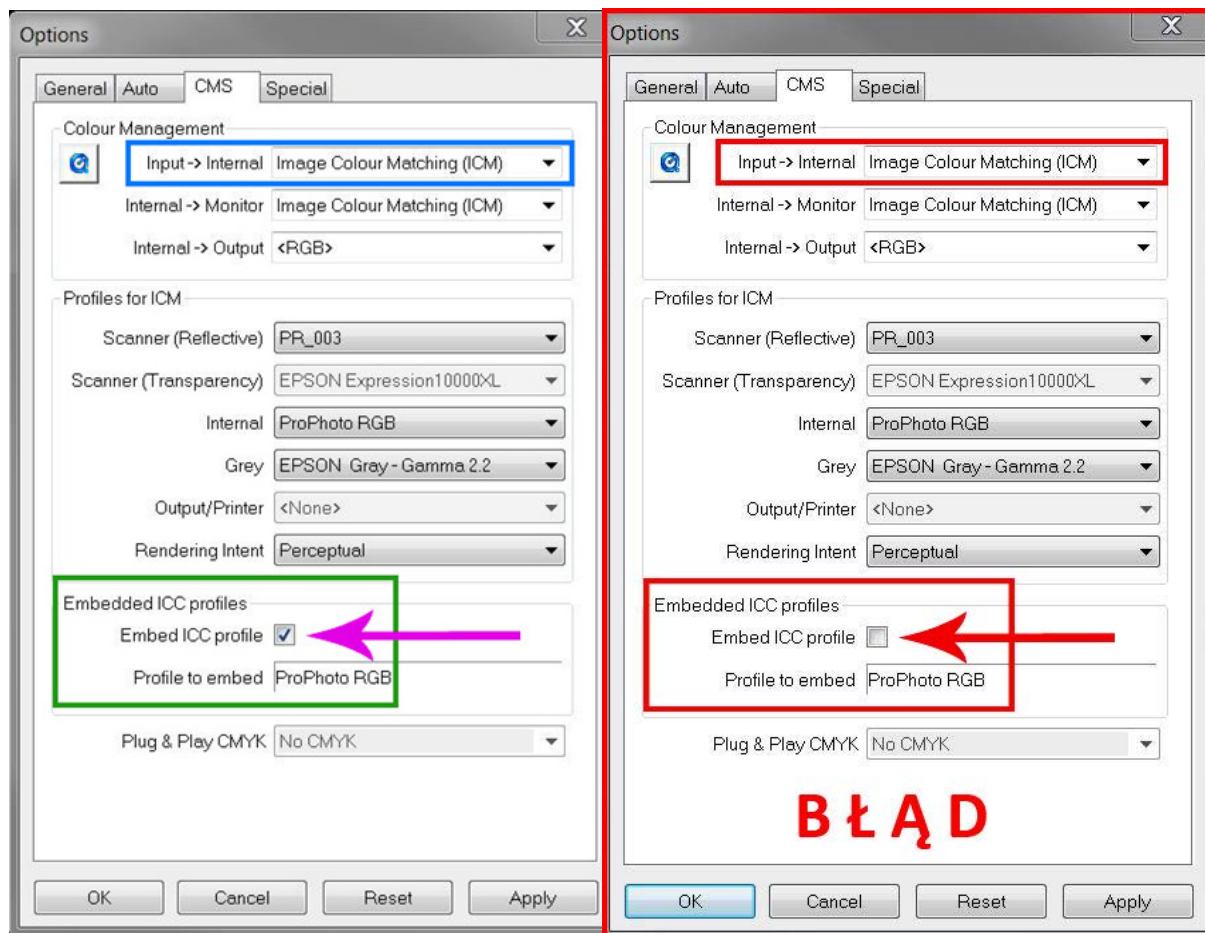 Options
General Auto CMS Special
Colour Management
Input -> Internal Image Colour Matching (ICM)
Internal -> Monitor Image Colour Matching (ICM)
Internal -> Output <RGB>
Profiles for ICM
Scanner (Reflective) PR_003
Scanner (Transparency) EPSON Expression10000XL
Internal ProPhoto RGB
Grey EPSON Gray - Gamma 2.2
Output/Printer <None>
Rendering Intent Perceptual
Embedded ICC profiles
Embed ICC profile
Profile to embed ProPhoto RGB
Plug & Play CMYK No CMYK
OK Cancel Reset Apply
Options
General Auto CMS Special
Colour Management
Input -> Internal Image Colour Matching (ICM)
Internal -> Monitor Image Colour Matching (ICM)
Internal -> Output <RGB>
Profiles for ICM
Scanner (Reflective) PR_003
Scanner (Transparency) EPSON Expression10000XL
Internal ProPhoto RGB
Grey EPSON Gray - Gamma 2.2
Output/Printer <None>
Rendering Intent Perceptual
Embedded ICC profiles
Embed ICC profile
Profile to embed ProPhoto RGB
Plug & Play CMYK No CMYK
BŁĄD
OK Cancel Reset Apply